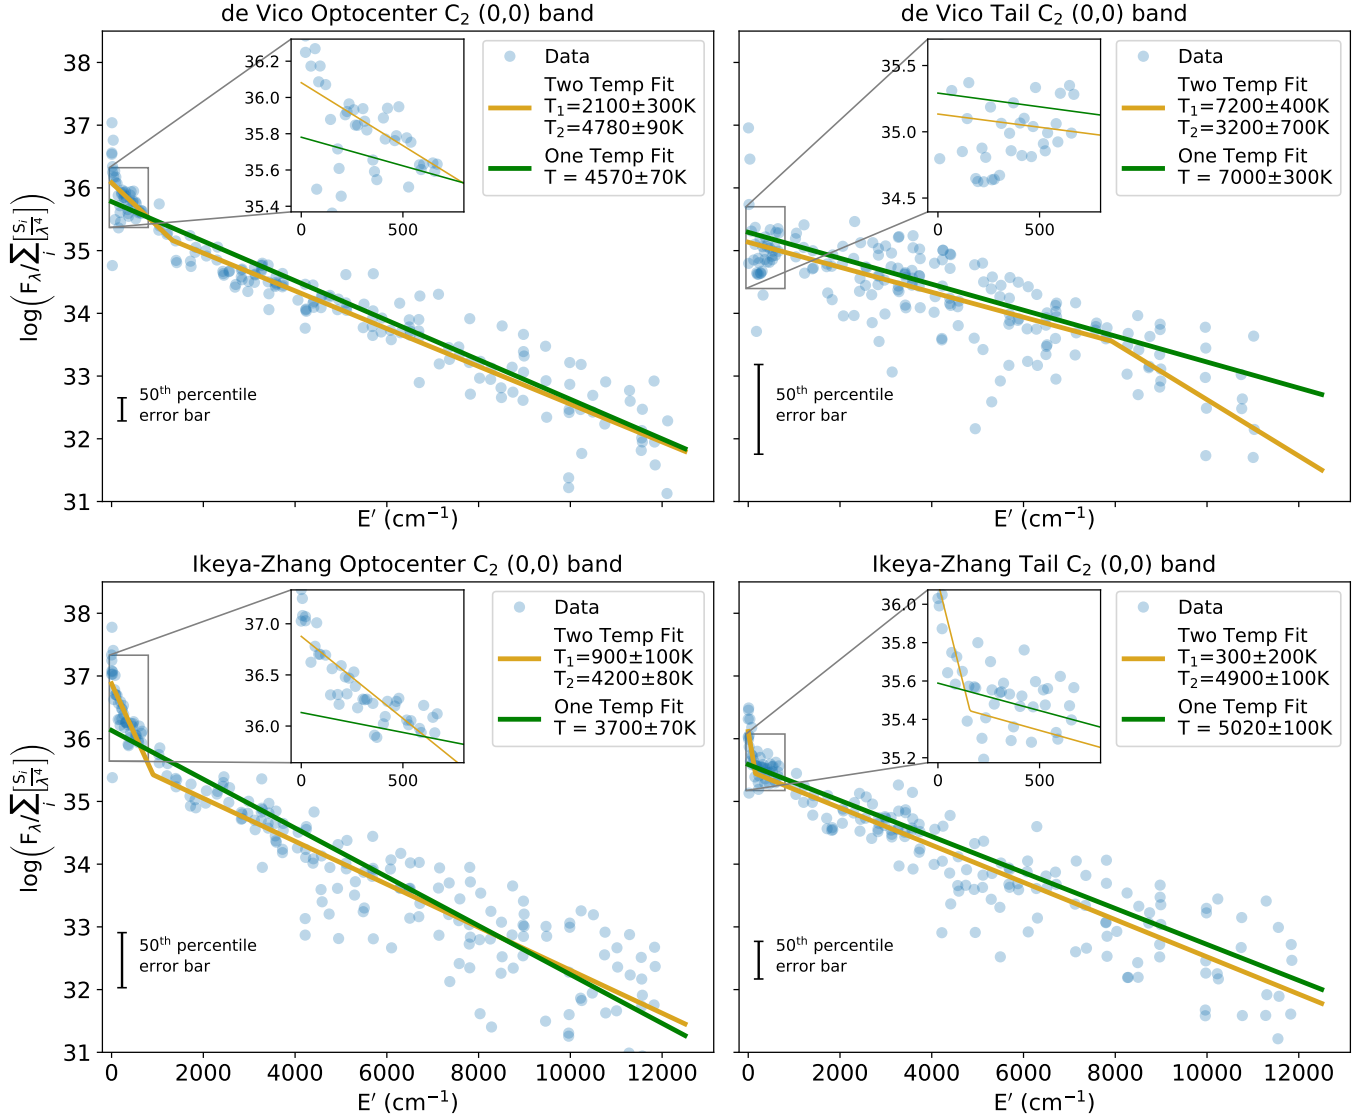 de Vico Optocenter C₂ (0,0) band
38
37
36
35
34
33
32
31
log(F_λ/∑_i[S_i/λ⁴])
36.2
36.0
35.8
35.6
35.4
0
500
Data
Two Temp Fit
T₁=2100±300K
T₂=4780±90K
One Temp Fit
T = 4570±70K
50ᵗʰ percentile
error bar
E′ (cm⁻¹)
de Vico Tail C₂ (0,0) band
35.5
35.0
34.5
0
500
Data
Two Temp Fit
T₁=7200±400K
T₂=3200±700K
One Temp Fit
T = 7000±300K
50ᵗʰ percentile
error bar
E′ (cm⁻¹)
Ikeya-Zhang Optocenter C₂ (0,0) band
38
37
36
35
34
33
32
31
log(F_λ/∑_i[S_i/λ⁴])
37.0
36.5
36.0
0
500
Data
Two Temp Fit
T₁=900±100K
T₂=4200±80K
One Temp Fit
T = 3700±70K
50ᵗʰ percentile
error bar
0 2000 4000 6000 8000 10000 12000
E′ (cm⁻¹)
Ikeya-Zhang Tail C₂ (0,0) band
36.0
35.8
35.6
35.4
35.2
0
500
Data
Two Temp Fit
T₁=300±200K
T₂=4900±100K
One Temp Fit
T = 5020±100K
50ᵗʰ percentile
error bar
0 2000 4000 6000 8000 10000 12000
E′ (cm⁻¹)